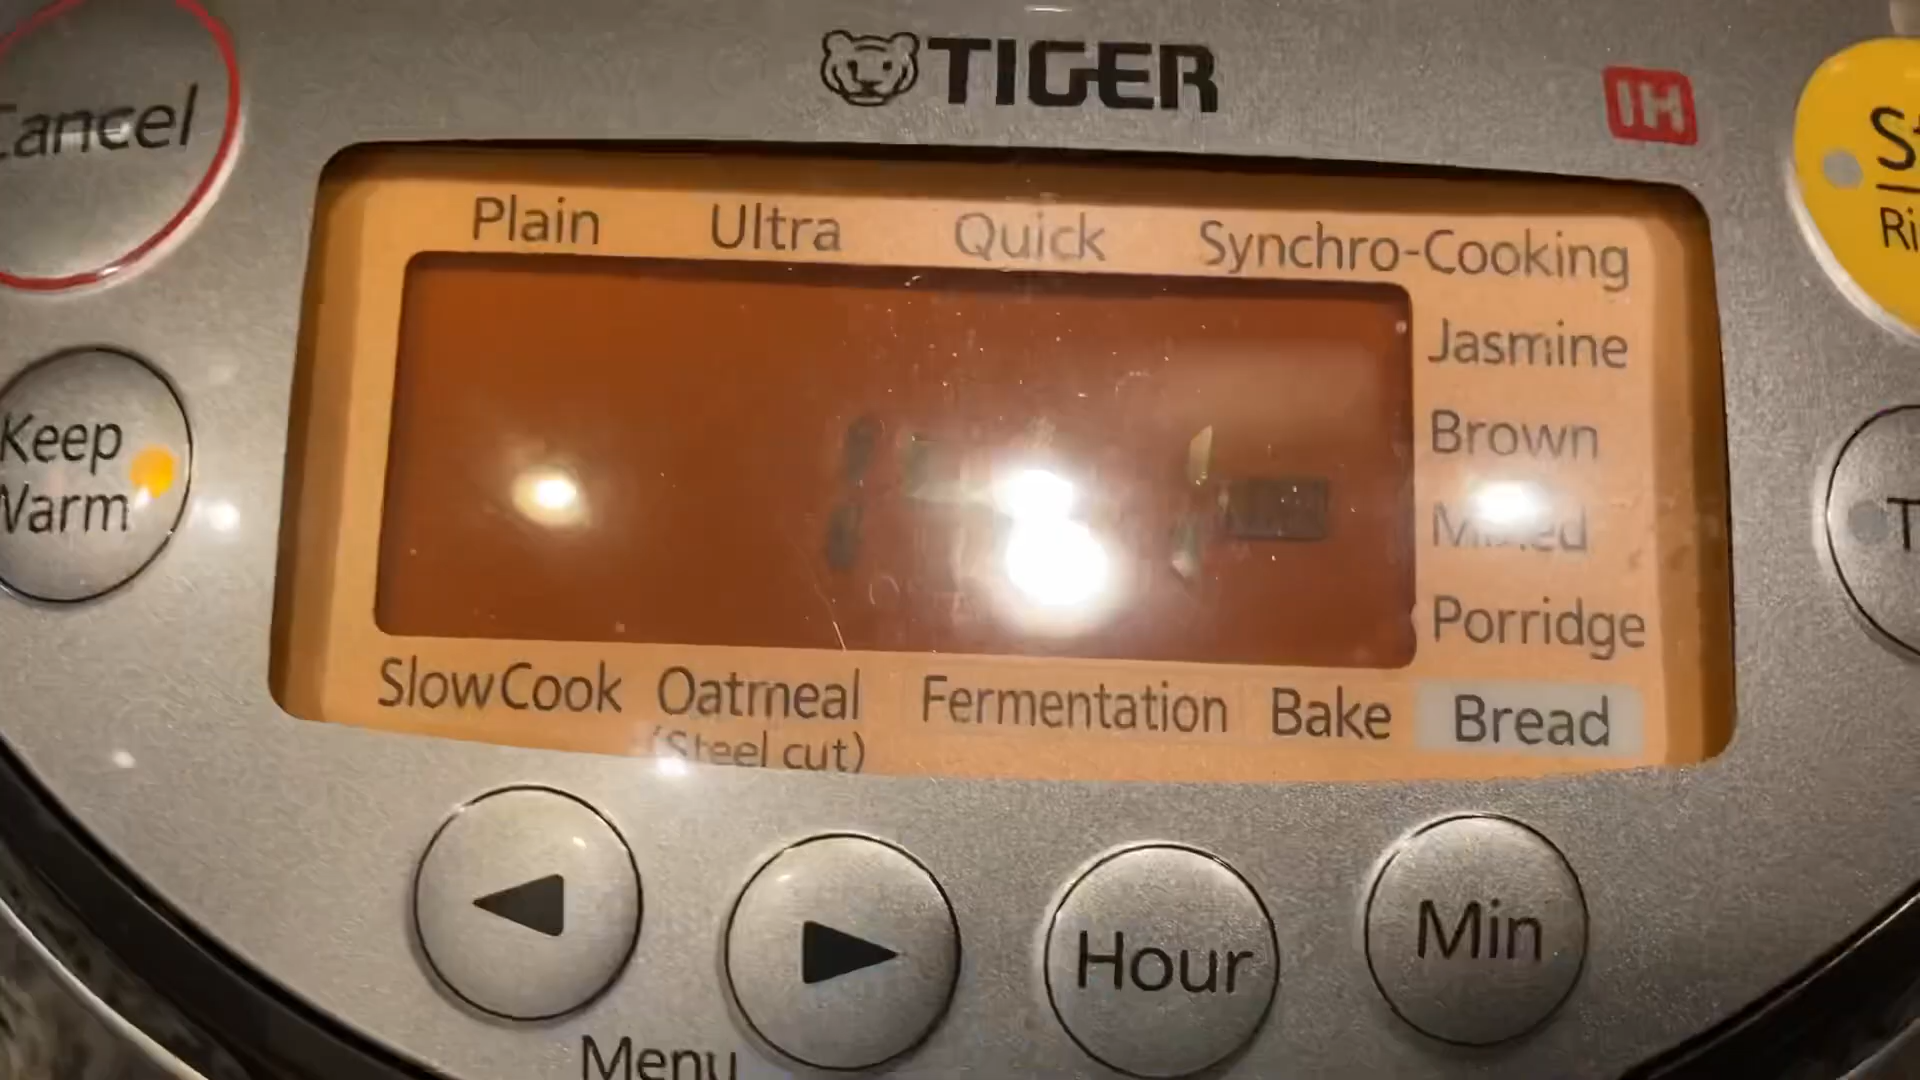 TIGER
IH
Cancel
Plain Ultra Quick Synchro-Cooking
Jasmine
Keep
Warm
Brown
Mixed
Porridge
SlowCook Oatmeal Fermentation Bake Bread
(Steel cut)
Hour
Min
Menu